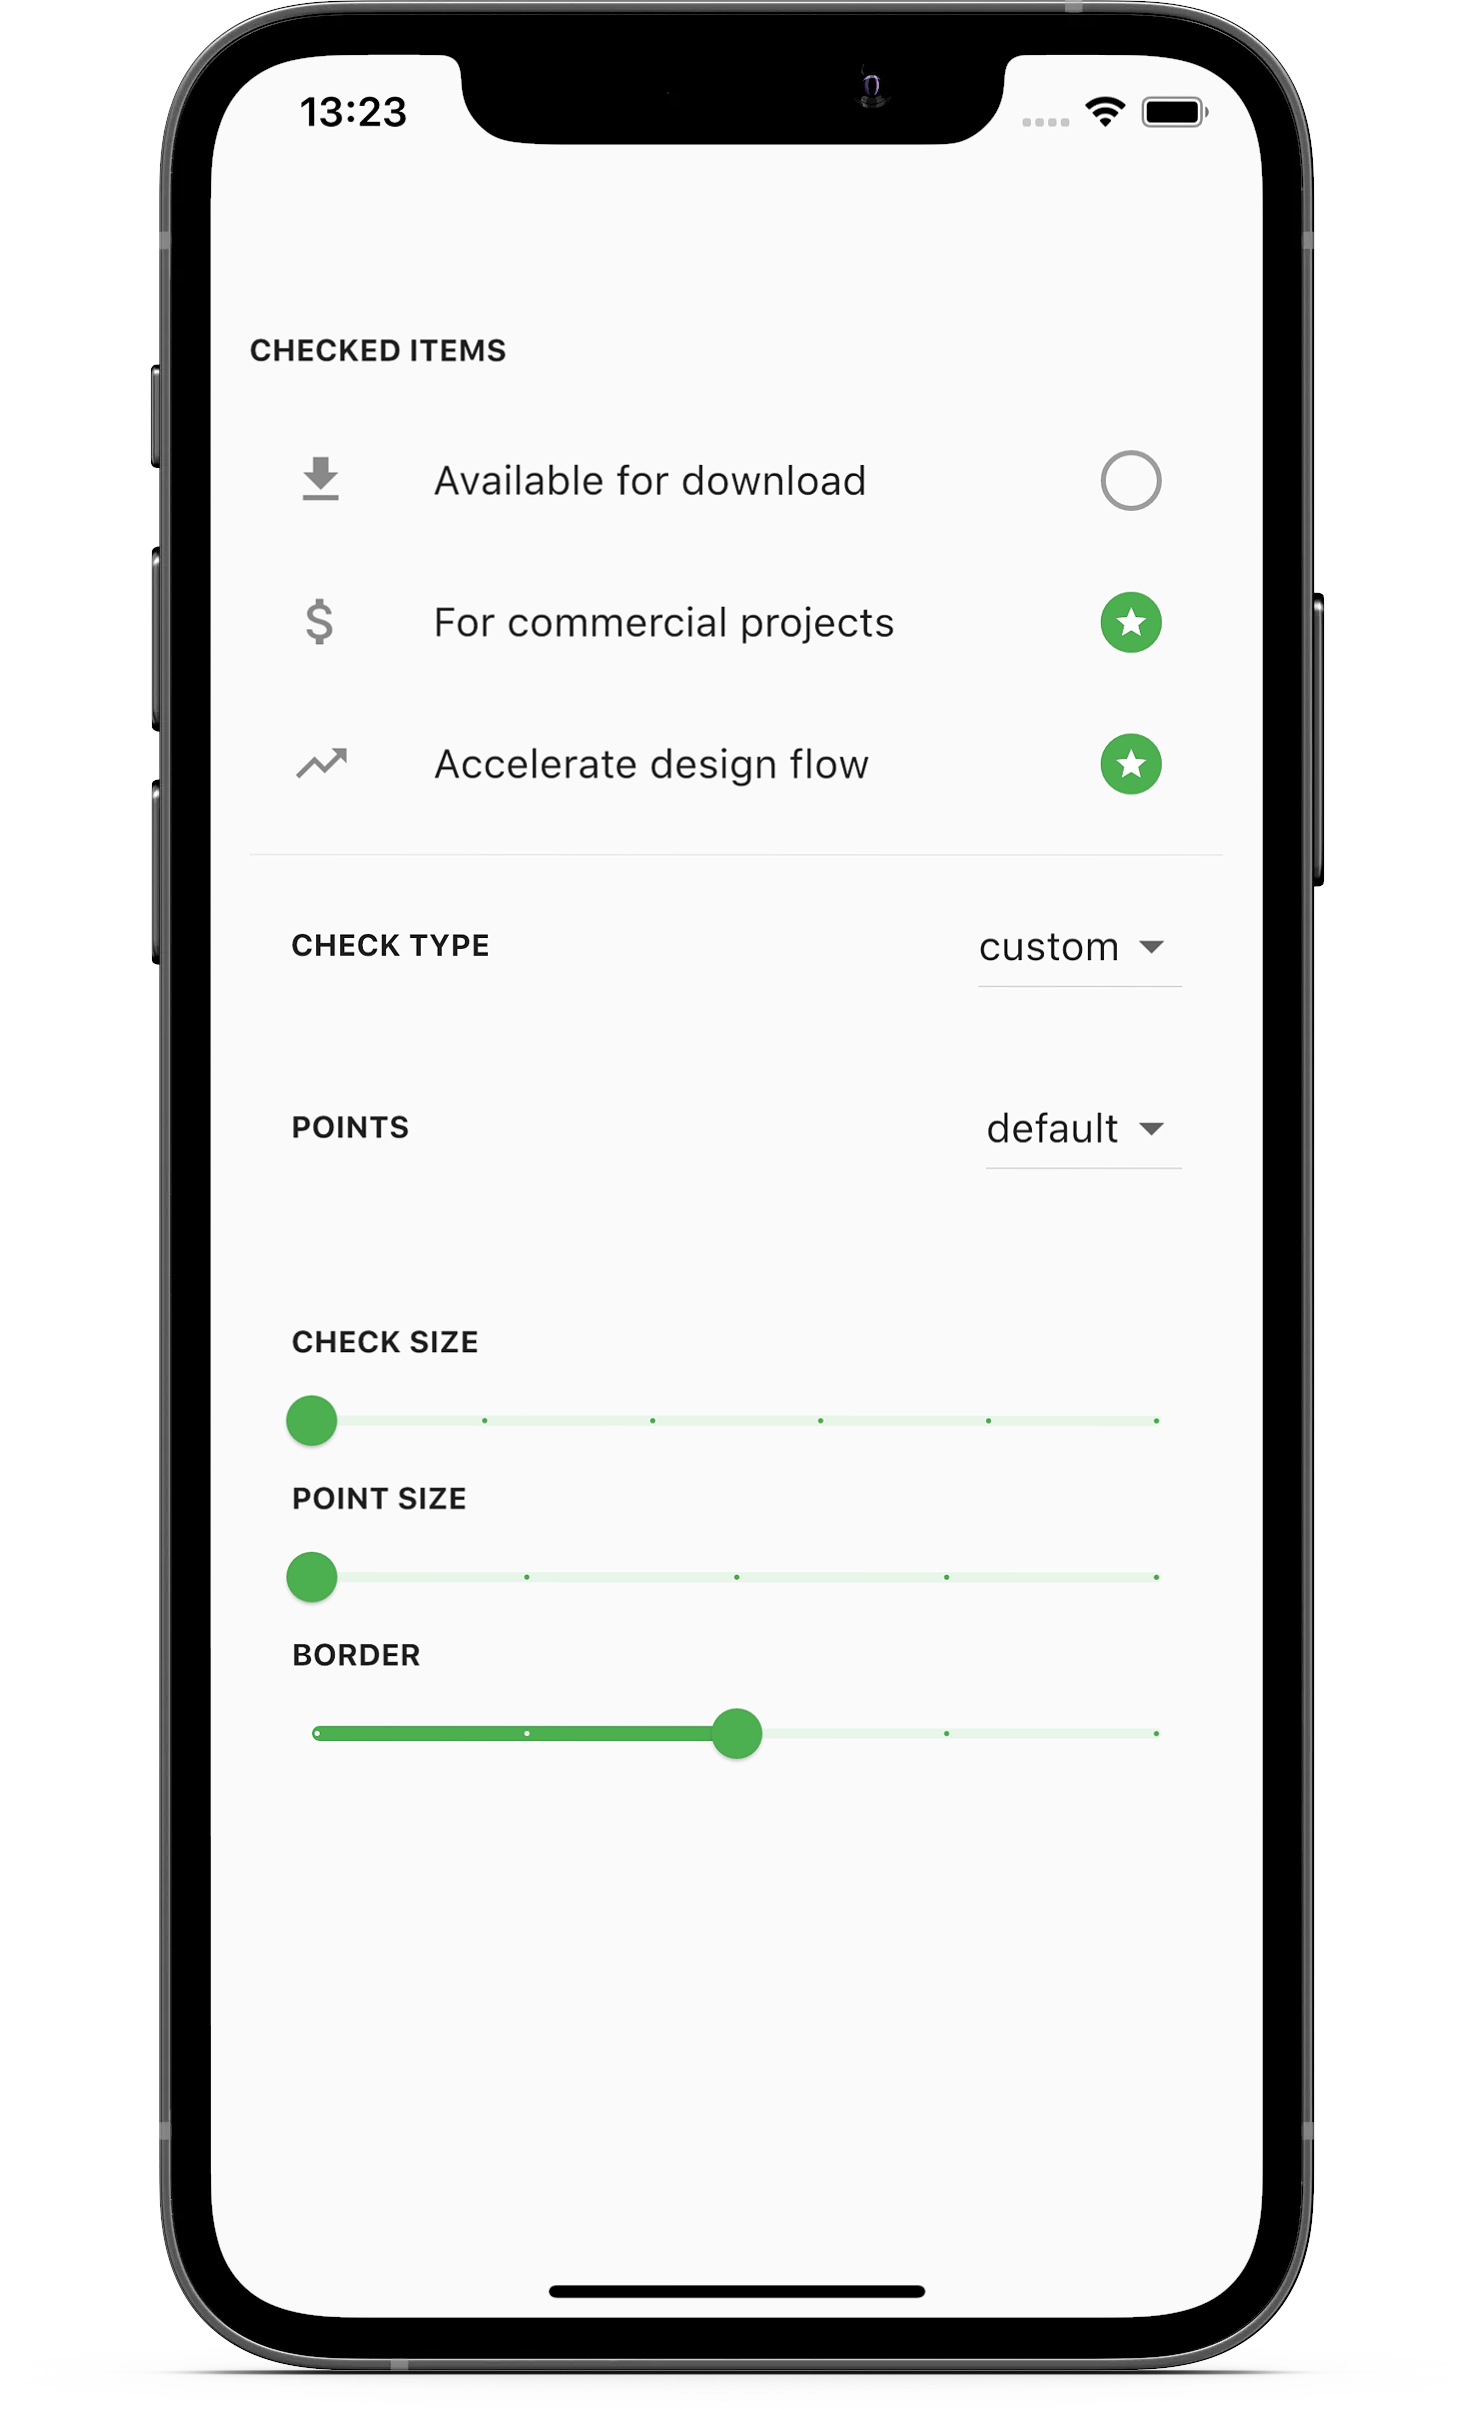 13:23
CHECKED ITEMS
Available for download
For commercial projects
Accelerate design flow
CHECK TYPE
custom
POINTS
default
CHECK SIZE
POINT SIZE
BORDER